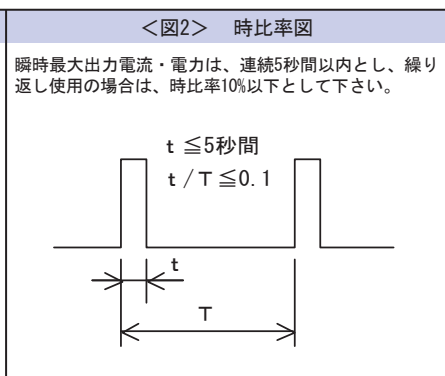 <図2> 時比率図
瞬時最大出力電流・電力は、連続5秒間以内とし、繰り
返し使用の場合は、時比率10%以下として下さい。
t ≦5秒間
t /T≦0.1
t
T